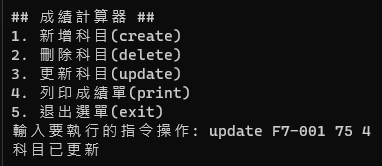 ## 成績計算器 ##
1. 新增科目(create)
2. 刪除科目(delete)
3. 更新科目(update)
4. 列印成績單(print)
5. 退出選單(exit)
輸入要執行的指令操作: update F7-001 75 4
科目已更新